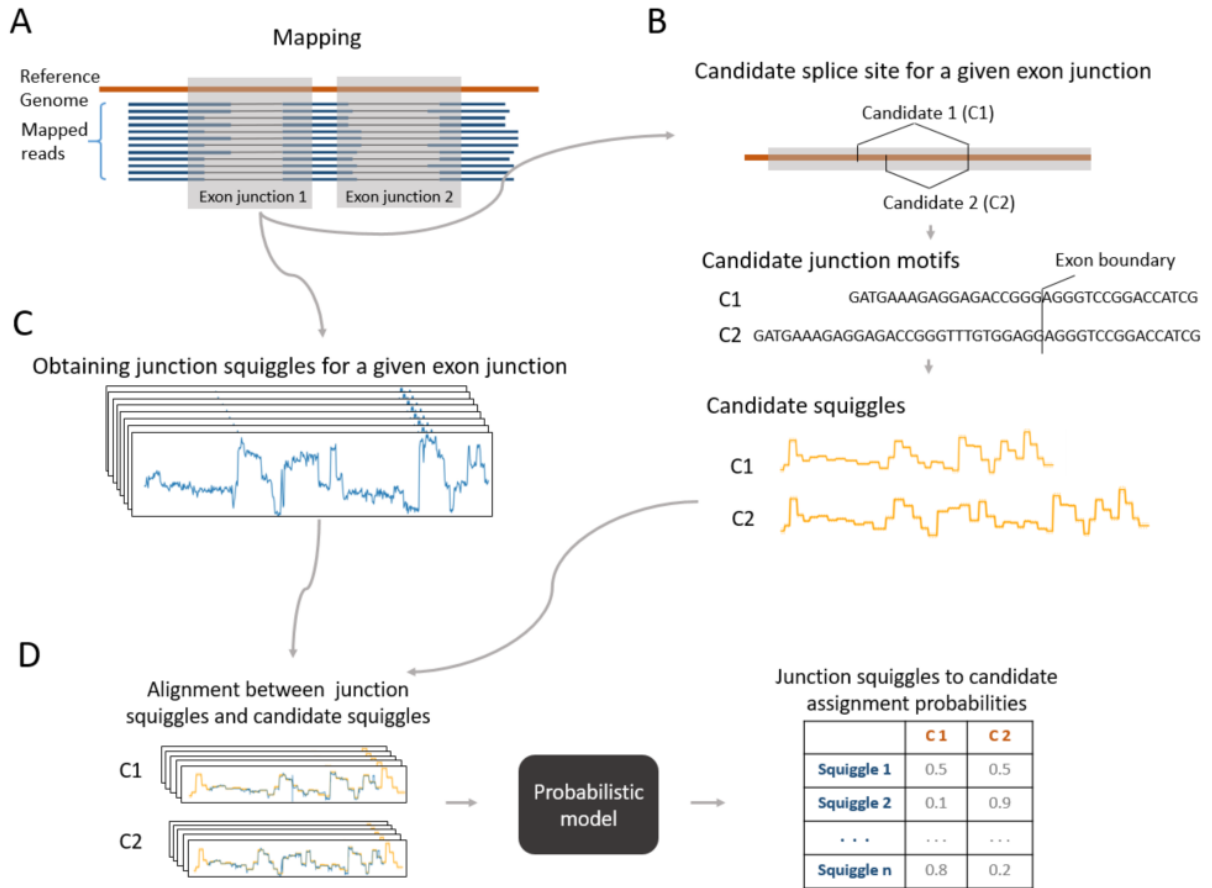 A
Mapping
Reference
Genome
Mapped
reads
Exon junction 1
Exon junction 2
B
Candidate splice site for a given exon junction
Candidate 1 (C1)
Candidate 2 (C2)
Candidate junction motifs
Exon boundary
C1 GATGAAAGAGGAGACCGGGAGGGTCCGGACCATCG
C2 GATGAAAGAGGAGACCGGGTTTGTGGAGGAGGGTCCGGACCATCG
Candidate squiggles
C1
C2
C
Obtaining junction squiggles for a given exon junction
D
Alignment between junction
squiggles and candidate squiggles
C1
C2
Probabilistic
model
Junction squiggles to candidate
assignment probabilities
C 1 C 2
Squiggle 1 0.5 0.5
Squiggle 2 0.1 0.9
... ... ...
Squiggle n 0.8 0.2